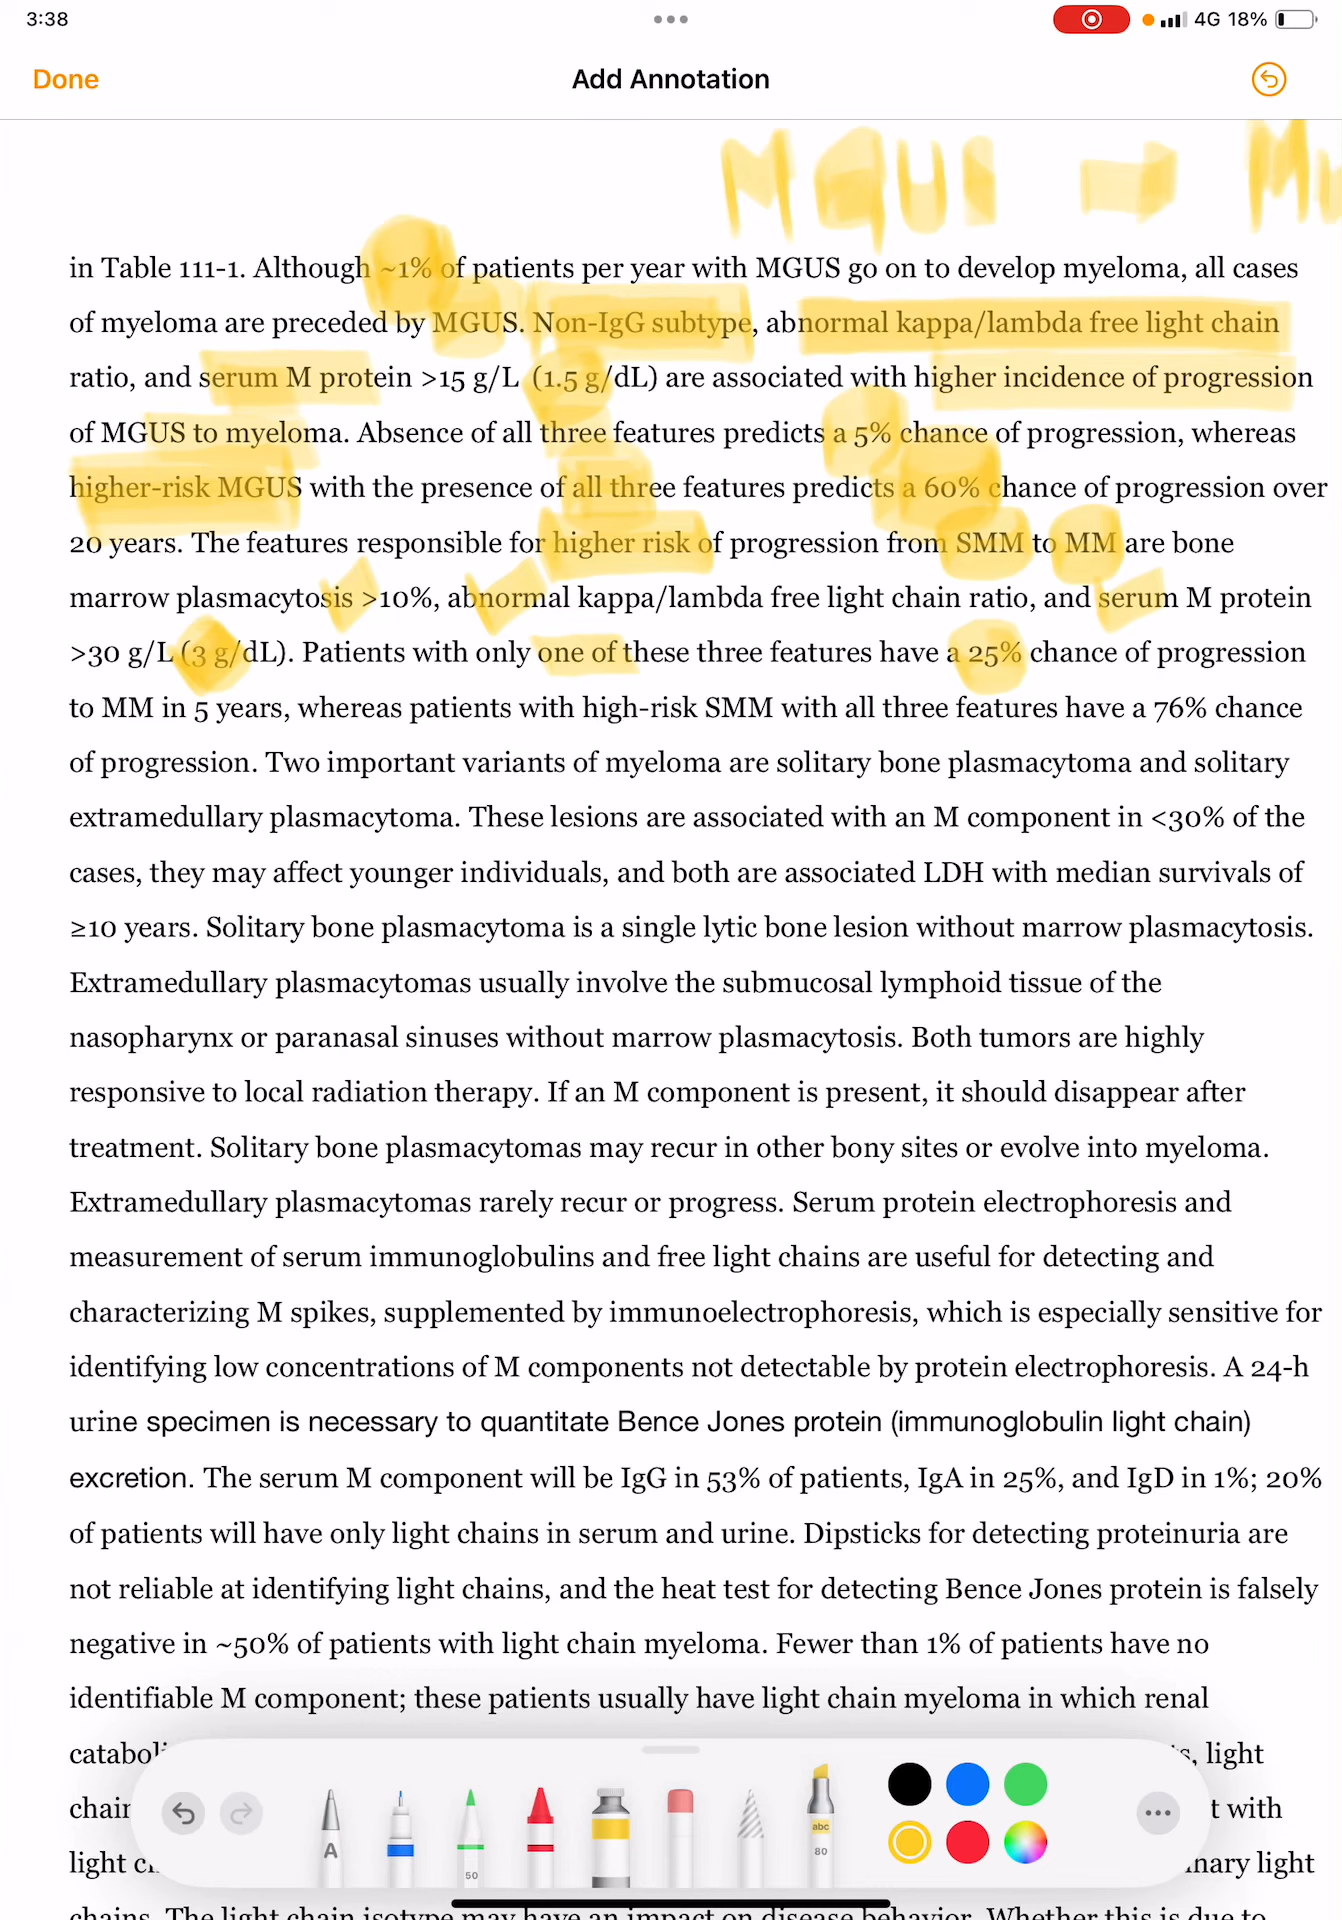 3:38
4G 18%
Done
Add Annotation
MGUS
in Table 111-1. Although ~1% of patients per year with MGUS go on to develop myeloma, all cases
of myeloma are preceded by MGUS. Non-IgG subtype, abnormal kappa/lambda free light chain
ratio, and serum M protein >15 g/L (1.5 g/dL) are associated with higher incidence of progression
of MGUS to myeloma. Absence of all three features predicts a 5% chance of progression, whereas
higher-risk MGUS with the presence of all three features predicts a 60% chance of progression over
20 years. The features responsible for higher risk of progression from SMM to MM are bone
marrow plasmacytosis >10%, abnormal kappa/lambda free light chain ratio, and serum M protein
>30 g/L (3 g/dL). Patients with only one of these three features have a 25% chance of progression
to MM in 5 years, whereas patients with high-risk SMM with all three features have a 76% chance
of progression. Two important variants of myeloma are solitary bone plasmacytoma and solitary
extramedullary plasmacytoma. These lesions are associated with an M component in <30% of the
cases, they may affect younger individuals, and both are associated LDH with median survivals of
≥10 years. Solitary bone plasmacytoma is a single lytic bone lesion without marrow plasmacytosis.
Extramedullary plasmacytomas usually involve the submucosal lymphoid tissue of the
nasopharynx or paranasal sinuses without marrow plasmacytosis. Both tumors are highly
responsive to local radiation therapy. If an M component is present, it should disappear after
treatment. Solitary bone plasmacytomas may recur in other bony sites or evolve into myeloma.
Extramedullary plasmacytomas rarely recur or progress. Serum protein electrophoresis and
measurement of serum immunoglobulins and free light chains are useful for detecting and
characterizing M spikes, supplemented by immunoelectrophoresis, which is especially sensitive for
identifying low concentrations of M components not detectable by protein electrophoresis. A 24-h
urine specimen is necessary to quantitate Bence Jones protein (immunoglobulin light chain)
excretion. The serum M component will be IgG in 53% of patients, IgA in 25%, and IgD in 1%; 20%
of patients will have only light chains in serum and urine. Dipsticks for detecting proteinuria are
not reliable at identifying light chains, and the heat test for detecting Bence Jones protein is falsely
negative in ~50% of patients with light chain myeloma. Fewer than 1% of patients have no
identifiable M component; these patients usually have light chain myeloma in which renal
light
with
light light
chains. The light chain isotype may have an impact on disease behavior. Whether this is due to
A
50
abc
80